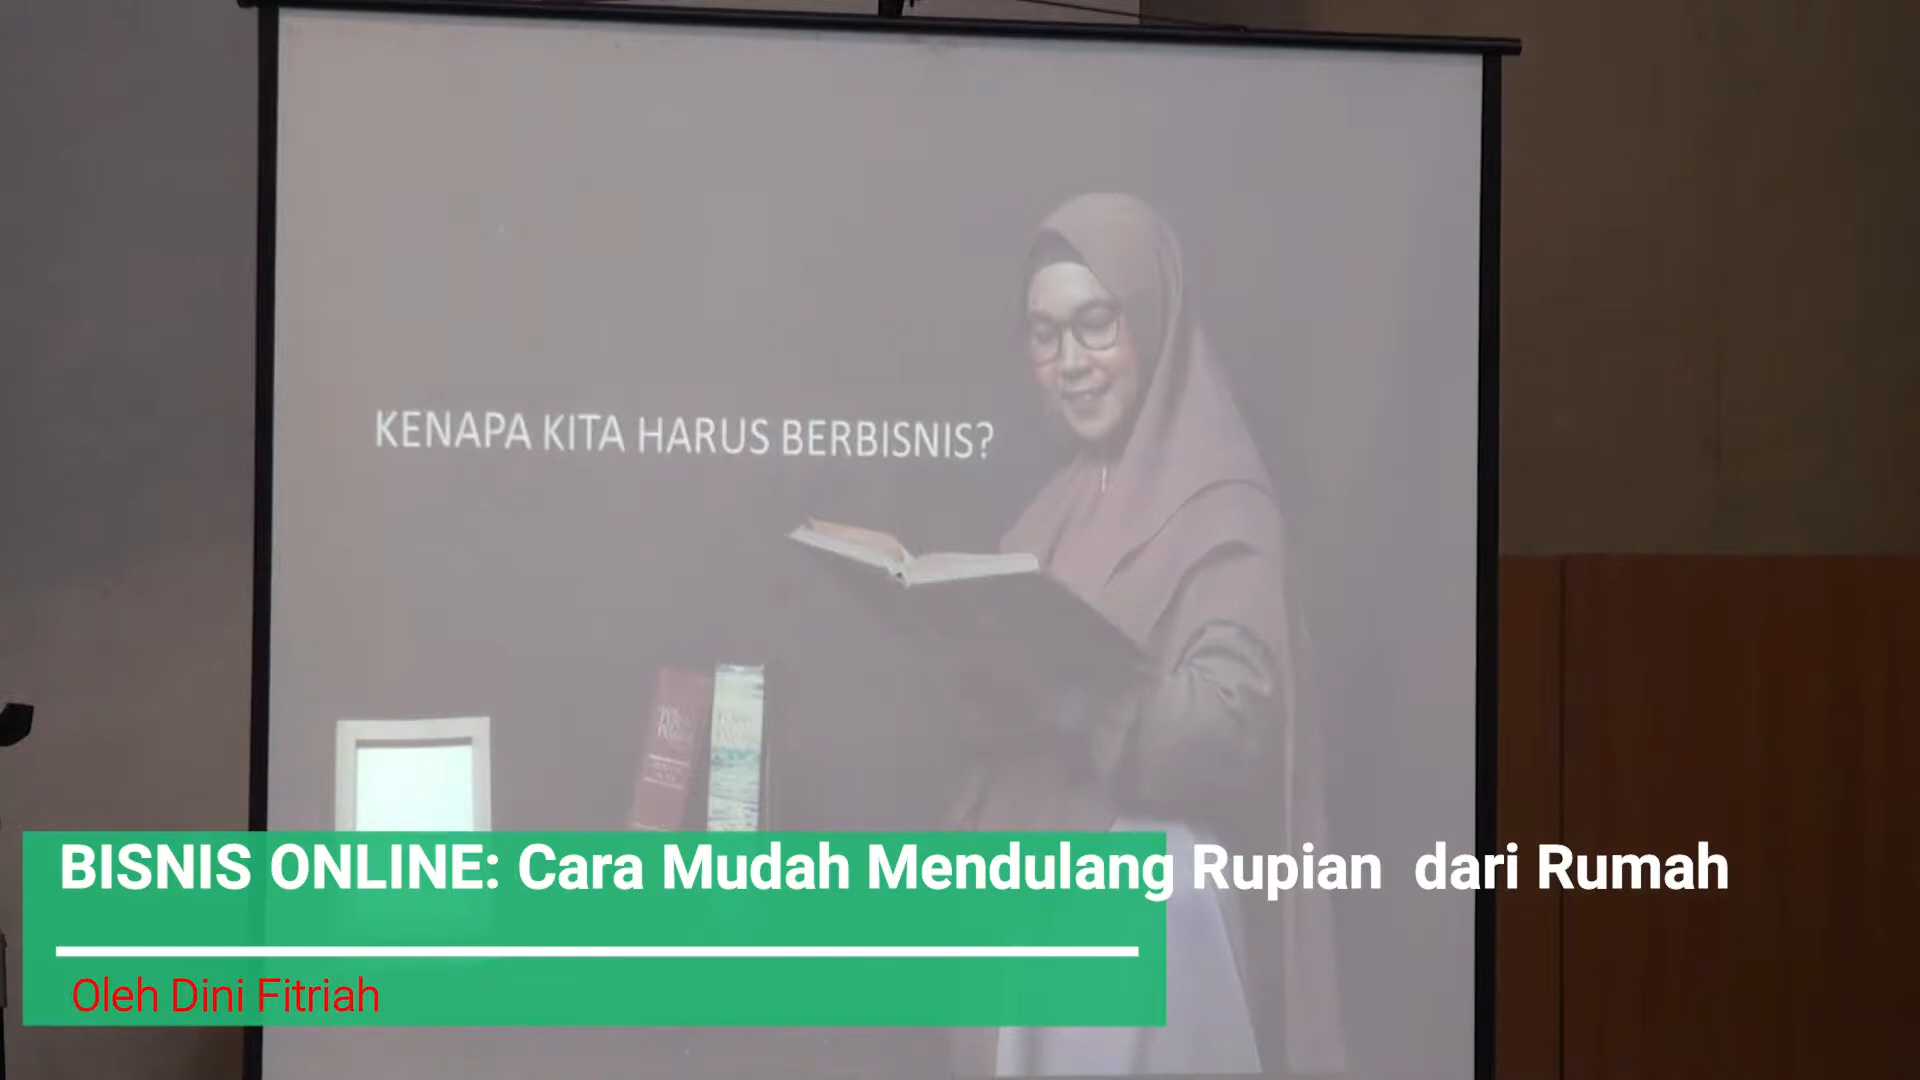 KENAPA KITA HARUS BERBISNIS?
BISNIS ONLINE: Cara Mudah Mendulang Rupian dari Rumah
Oleh Dini Fitriah